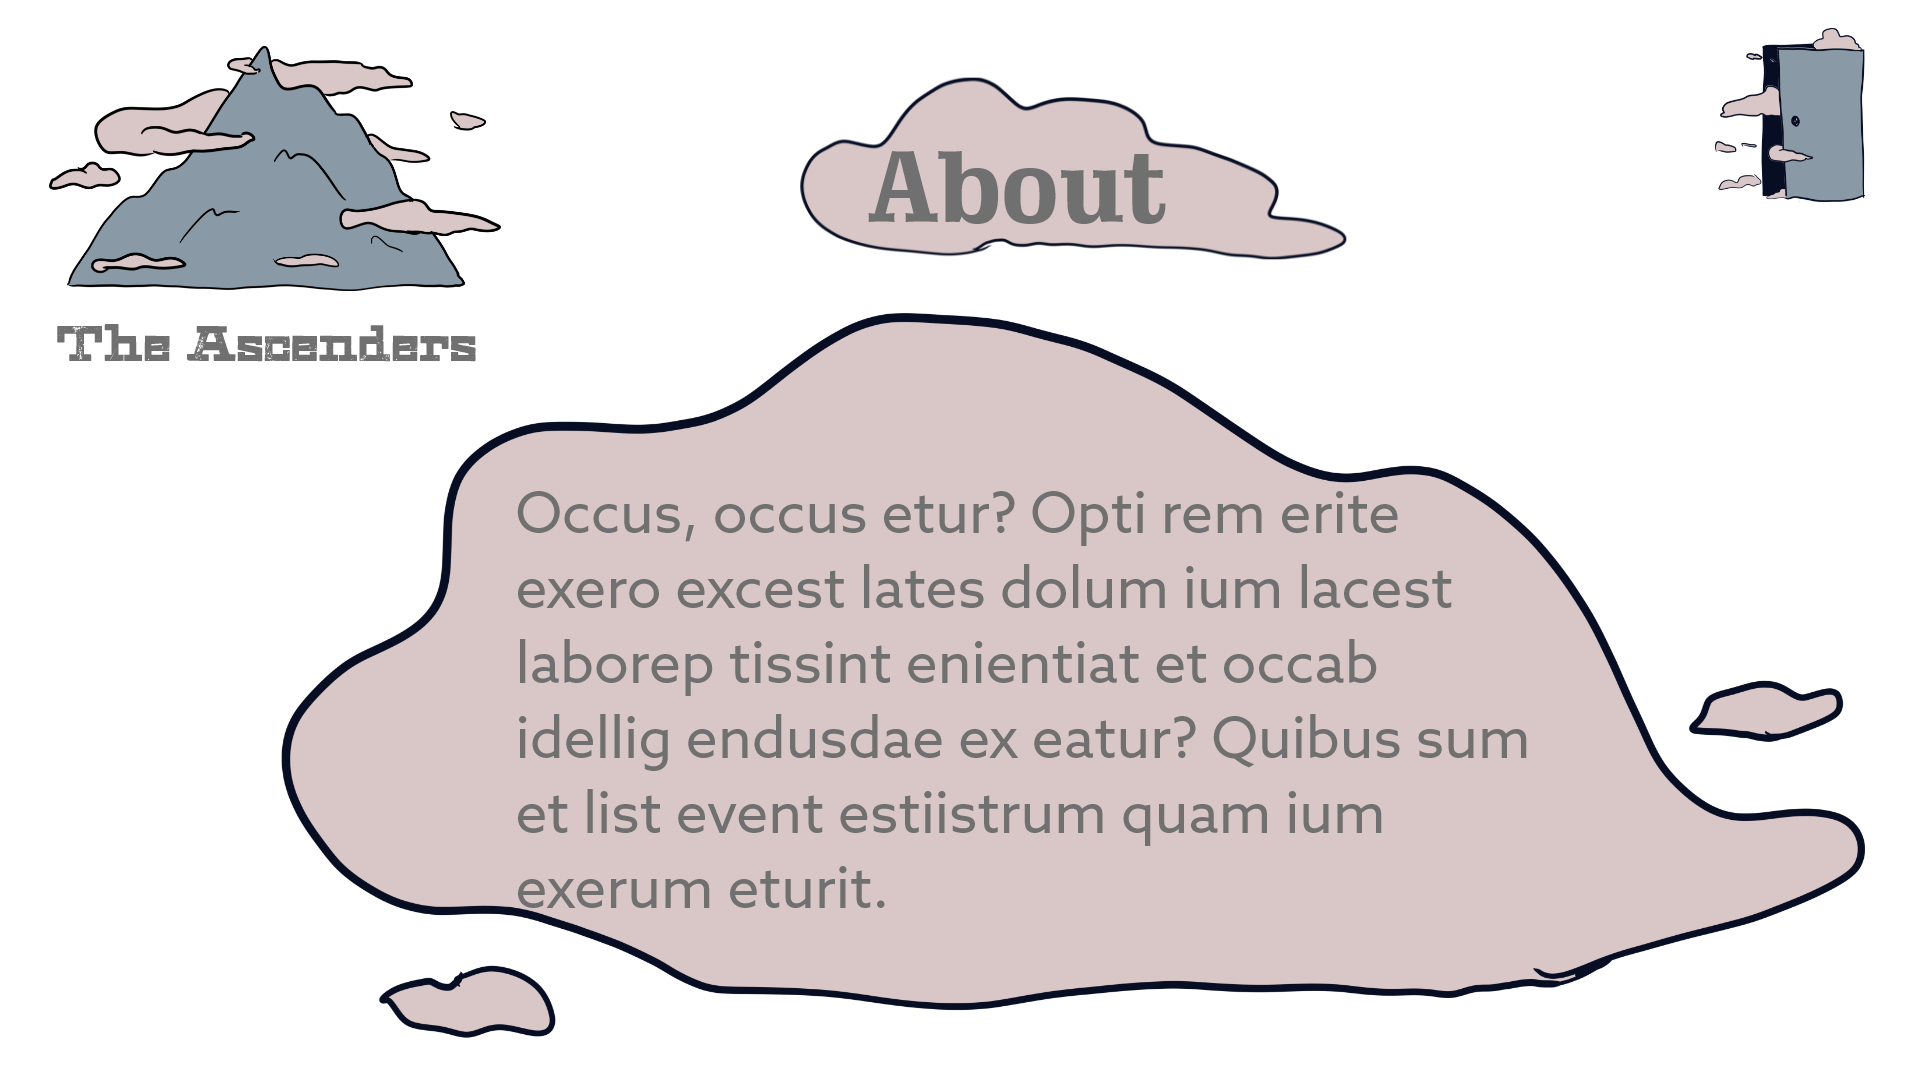 The Ascenders
About
Occus, occus etur? Opti rem erite
exero excest lates dolum ium lacest
laborep tissint enientiat et occab
idellig endusdae ex eatur? Quibus sum
et list event estiistrum quam ium
exerum eturit.